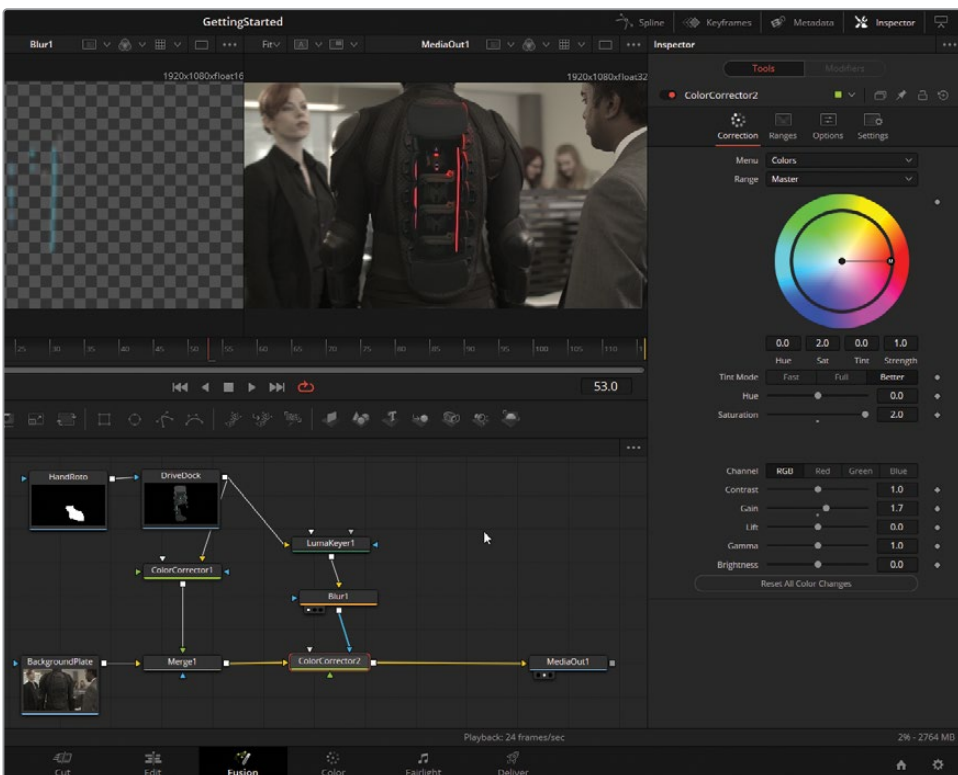 GettingStarted
Spline
Keyframes
Metadata
Inspector
Blur1
Fit
MediaOut1
Inspector
1920x1080xfloat16
1920x1080xfloat32
Tools
Modifiers
ColorCorrector2
Correction
Ranges
Options
Settings
Menu
Colors
Range
Master
M
0.0
2.0
0.0
1.0
Hue
Sat
Tint
Strength
Tint Mode
Fast
Full
Better
Hue
0.0
Saturation
2.0
Channel
RGB
Red
Green
Blue
Contrast
1.0
Gain
1.7
Lift
0.0
Gamma
1.0
Brightness
0.0
Reset All Color Changes
25
30
35
40
45
50
55
60
65
70
75
80
85
90
95
100
105
110
53.0
HandRoto
DriveDock
LumaKeyer1
ColorCorrector1
Blur1
BackgroundPlate
Merge1
ColorCorrector2
MediaOut1
Playback: 24 frames/sec
2% - 2764 MB
Cut
Edit
Fusion
Color
Fairlight
Deliver